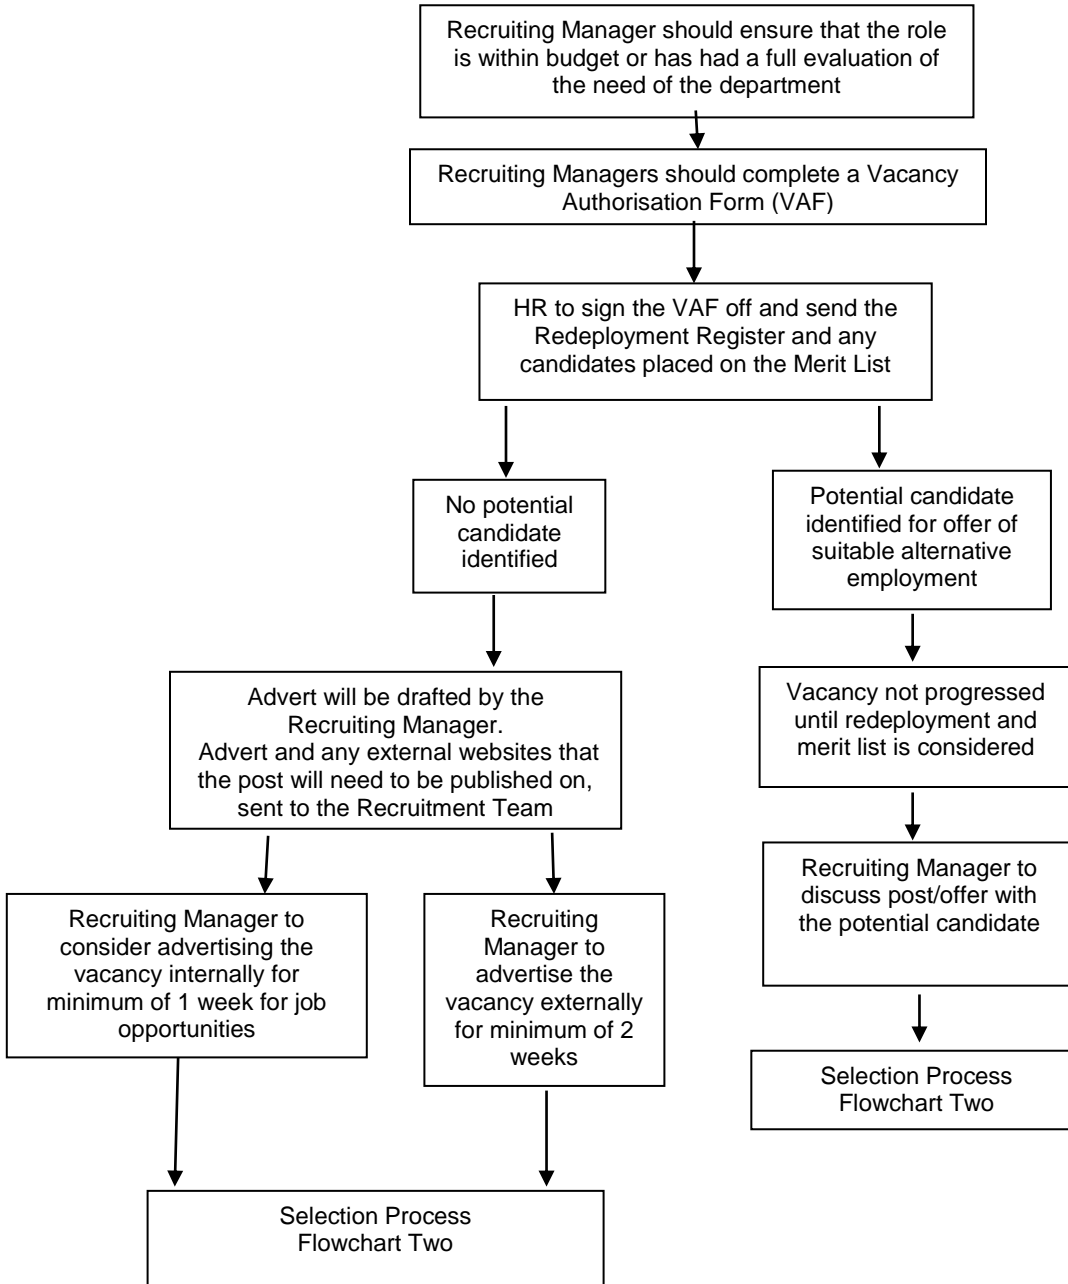 Recruiting Manager should ensure that the role
is within budget or has had a full evaluation of
the need of the department
Recruiting Managers should complete a Vacancy
Authorisation Form (VAF)
HR to sign the VAF off and send the
Redeployment Register and any
candidates placed on the Merit List
No potential
candidate
identified
Potential candidate
identified for offer of
suitable alternative
employment
Advert will be drafted by the
Recruiting Manager.
Advert and any external websites that
the post will need to be published on,
sent to the Recruitment Team
Vacancy not progressed
until redeployment and
merit list is considered
Recruiting Manager to
discuss post/offer with
the potential candidate
Recruiting Manager to
consider advertising the
vacancy internally for
minimum of 1 week for job
opportunities
Recruiting
Manager to
advertise the
vacancy externally
for minimum of 2
weeks
Selection Process
Flowchart Two
Selection Process
Flowchart Two